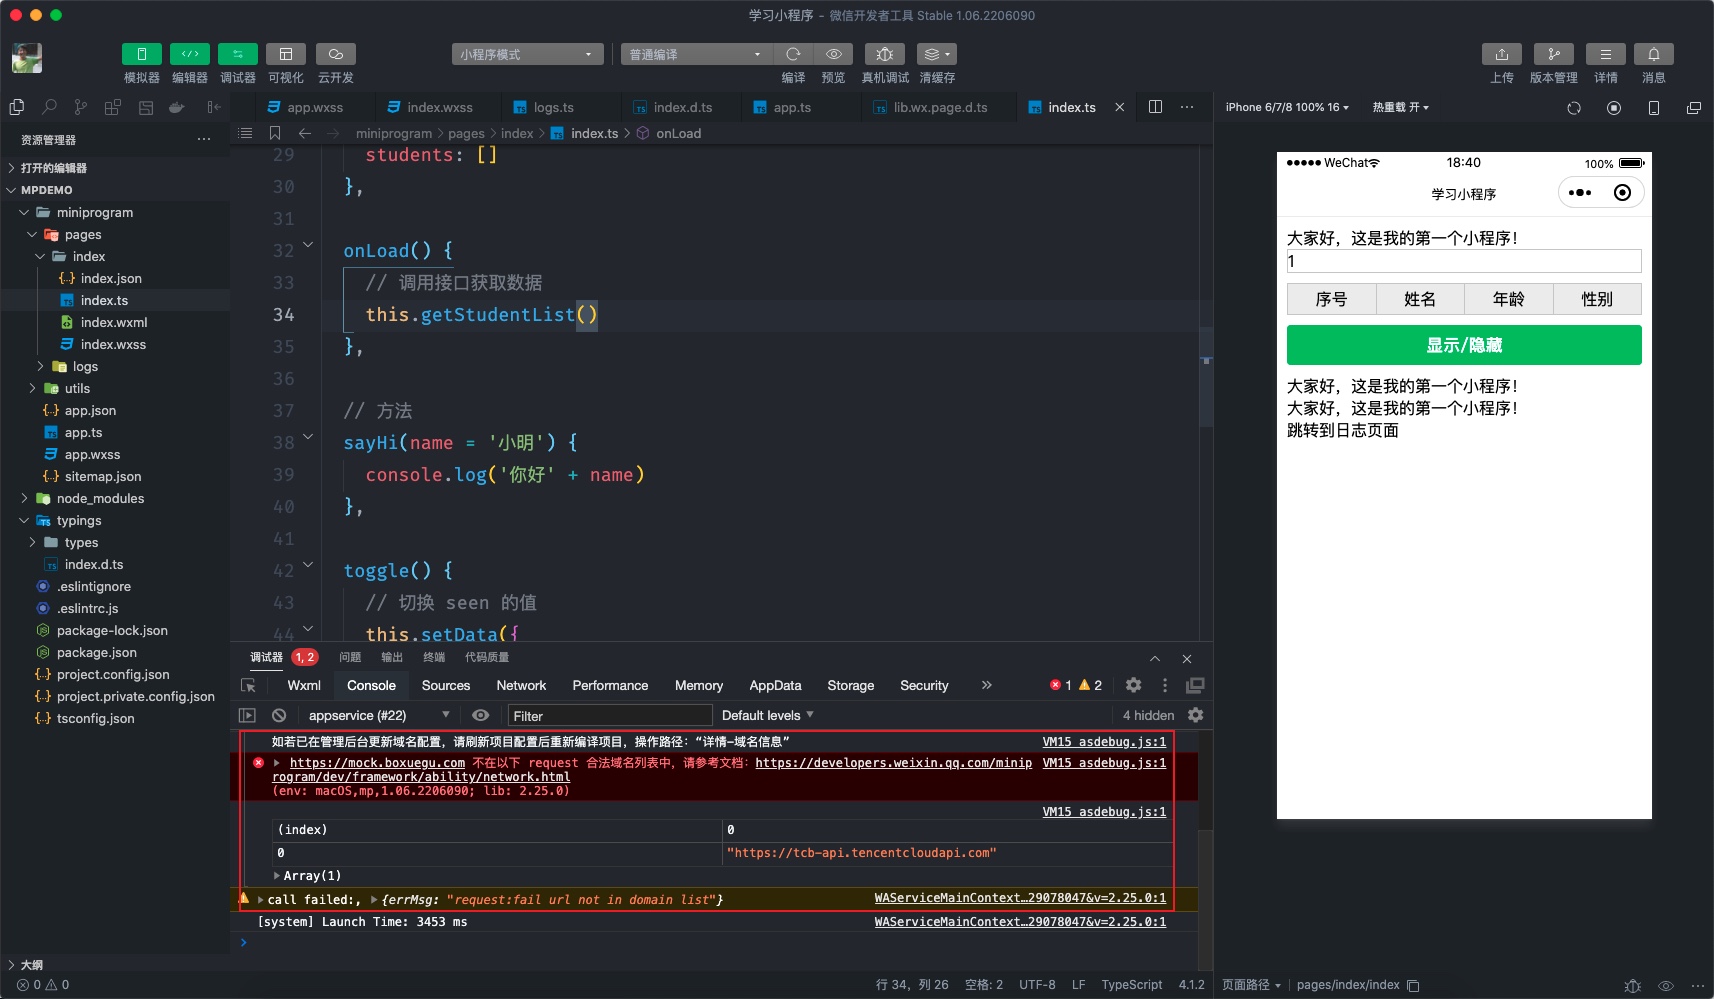 学习小程序 - 微信开发者工具 Stable 1.06.2206090
模拟器 编辑器 调试器 可视化 云开发
小程序模式 普通编译
编译 预览 真机调试 清缓存
上传 版本管理 详情 消息
app.wxss index.wxss logs.ts index.d.ts app.ts lib.wx.page.d.ts index.ts
miniprogram > pages > index > index.ts > onLoad
资源管理器
打开的编辑器
MPDEMO
miniprogram
pages
index
index.json
index.ts
index.wxml
index.wxss
logs
utils
app.json
app.ts
app.wxss
sitemap.json
node_modules
typings
types
index.d.ts
.eslintignore
.eslintrc.js
package-lock.json
package.json
project.config.json
project.private.config.json
tsconfig.json
大纲
0 0
29 students: []
30 },
31
32 onLoad() {
33 // 调用接口获取数据
34 this.getStudentList()
35 },
36
37 // 方法
38 sayHi(name = '小明') {
39 console.log('你好' + name)
40 },
41
42 toggle() {
43 // 切换 seen 的值
44 this.setData({
调试器 1, 2 问题 输出 终端 代码质量
Wxml Console Sources Network Performance Memory AppData Storage Security 1 2
appservice (#22) Filter Default levels 4 hidden
如若已在管理后台更新域名配置，请刷新项目配置后重新编译项目，操作路径：“详情-域名信息” VM15 asdebug.js:1
https://mock.boxuegu.com 不在以下 request 合法域名列表中，请参考文档：https://developers.weixin.qq.com/minip VM15 asdebug.js:1
rogram/dev/framework/ability/network.html
(env: macOS,mp,1.06.2206090; lib: 2.25.0)
VM15 asdebug.js:1
(index) 0
0 "https://tcb-api.tencentcloudapi.com"
Array(1)
call failed:, {errMsg: "request:fail url not in domain list"} WAServiceMainContext…29078047&v=2.25.0:1
[system] Launch Time: 3453 ms WAServiceMainContext…29078047&v=2.25.0:1
行 34，列 26 空格: 2 UTF-8 LF TypeScript 4.1.2
iPhone 6/7/8 100% 16 热重载 开
WeChat 18:40 100%
学习小程序
大家好，这是我的第一个小程序！
1
序号 姓名 年龄 性别
显示/隐藏
大家好，这是我的第一个小程序！
大家好，这是我的第一个小程序！
跳转到日志页面
页面路径 pages/index/index